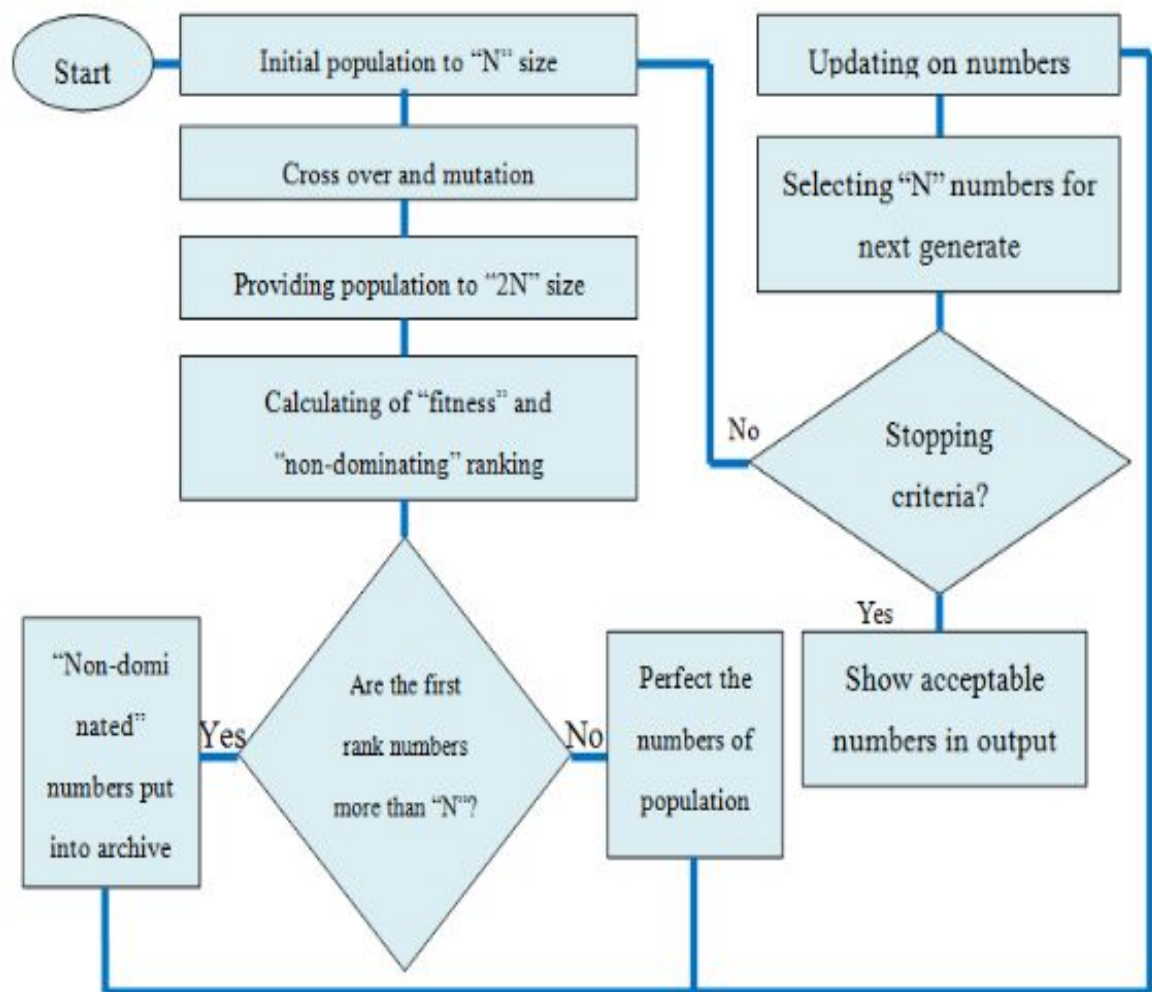 Start
Initial population to “N” size
Cross over and mutation
Providing population to “2N” size
Calculating of “fitness” and
“non-dominating” ranking
Are the first
rank numbers
more than “N”?
Yes
“Non-domi
nated”
numbers put
into archive
No
Perfect the
numbers of
population
Updating on numbers
Selecting “N” numbers for
next generate
Stopping
criteria?
No
Yes
Show acceptable
numbers in output